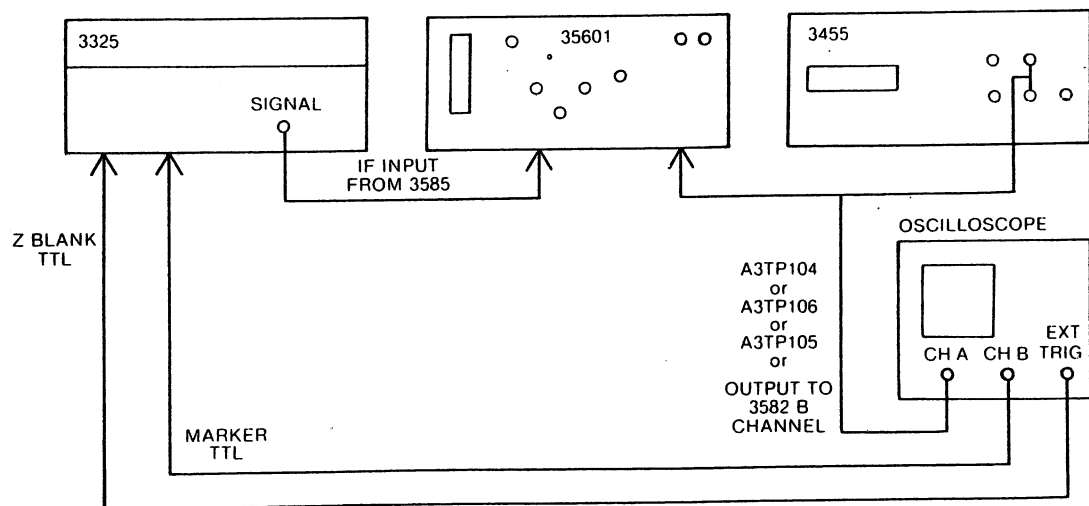 3325
35601
3455
SIGNAL
IF INPUT
FROM 3585
Z BLANK
TTL
OSCILLOSCOPE
A3TP104
or
A3TP106
or
A3TP105
or
OUTPUT TO
3582 B
CHANNEL
CH A
CH B
EXT
TRIG
MARKER
TTL